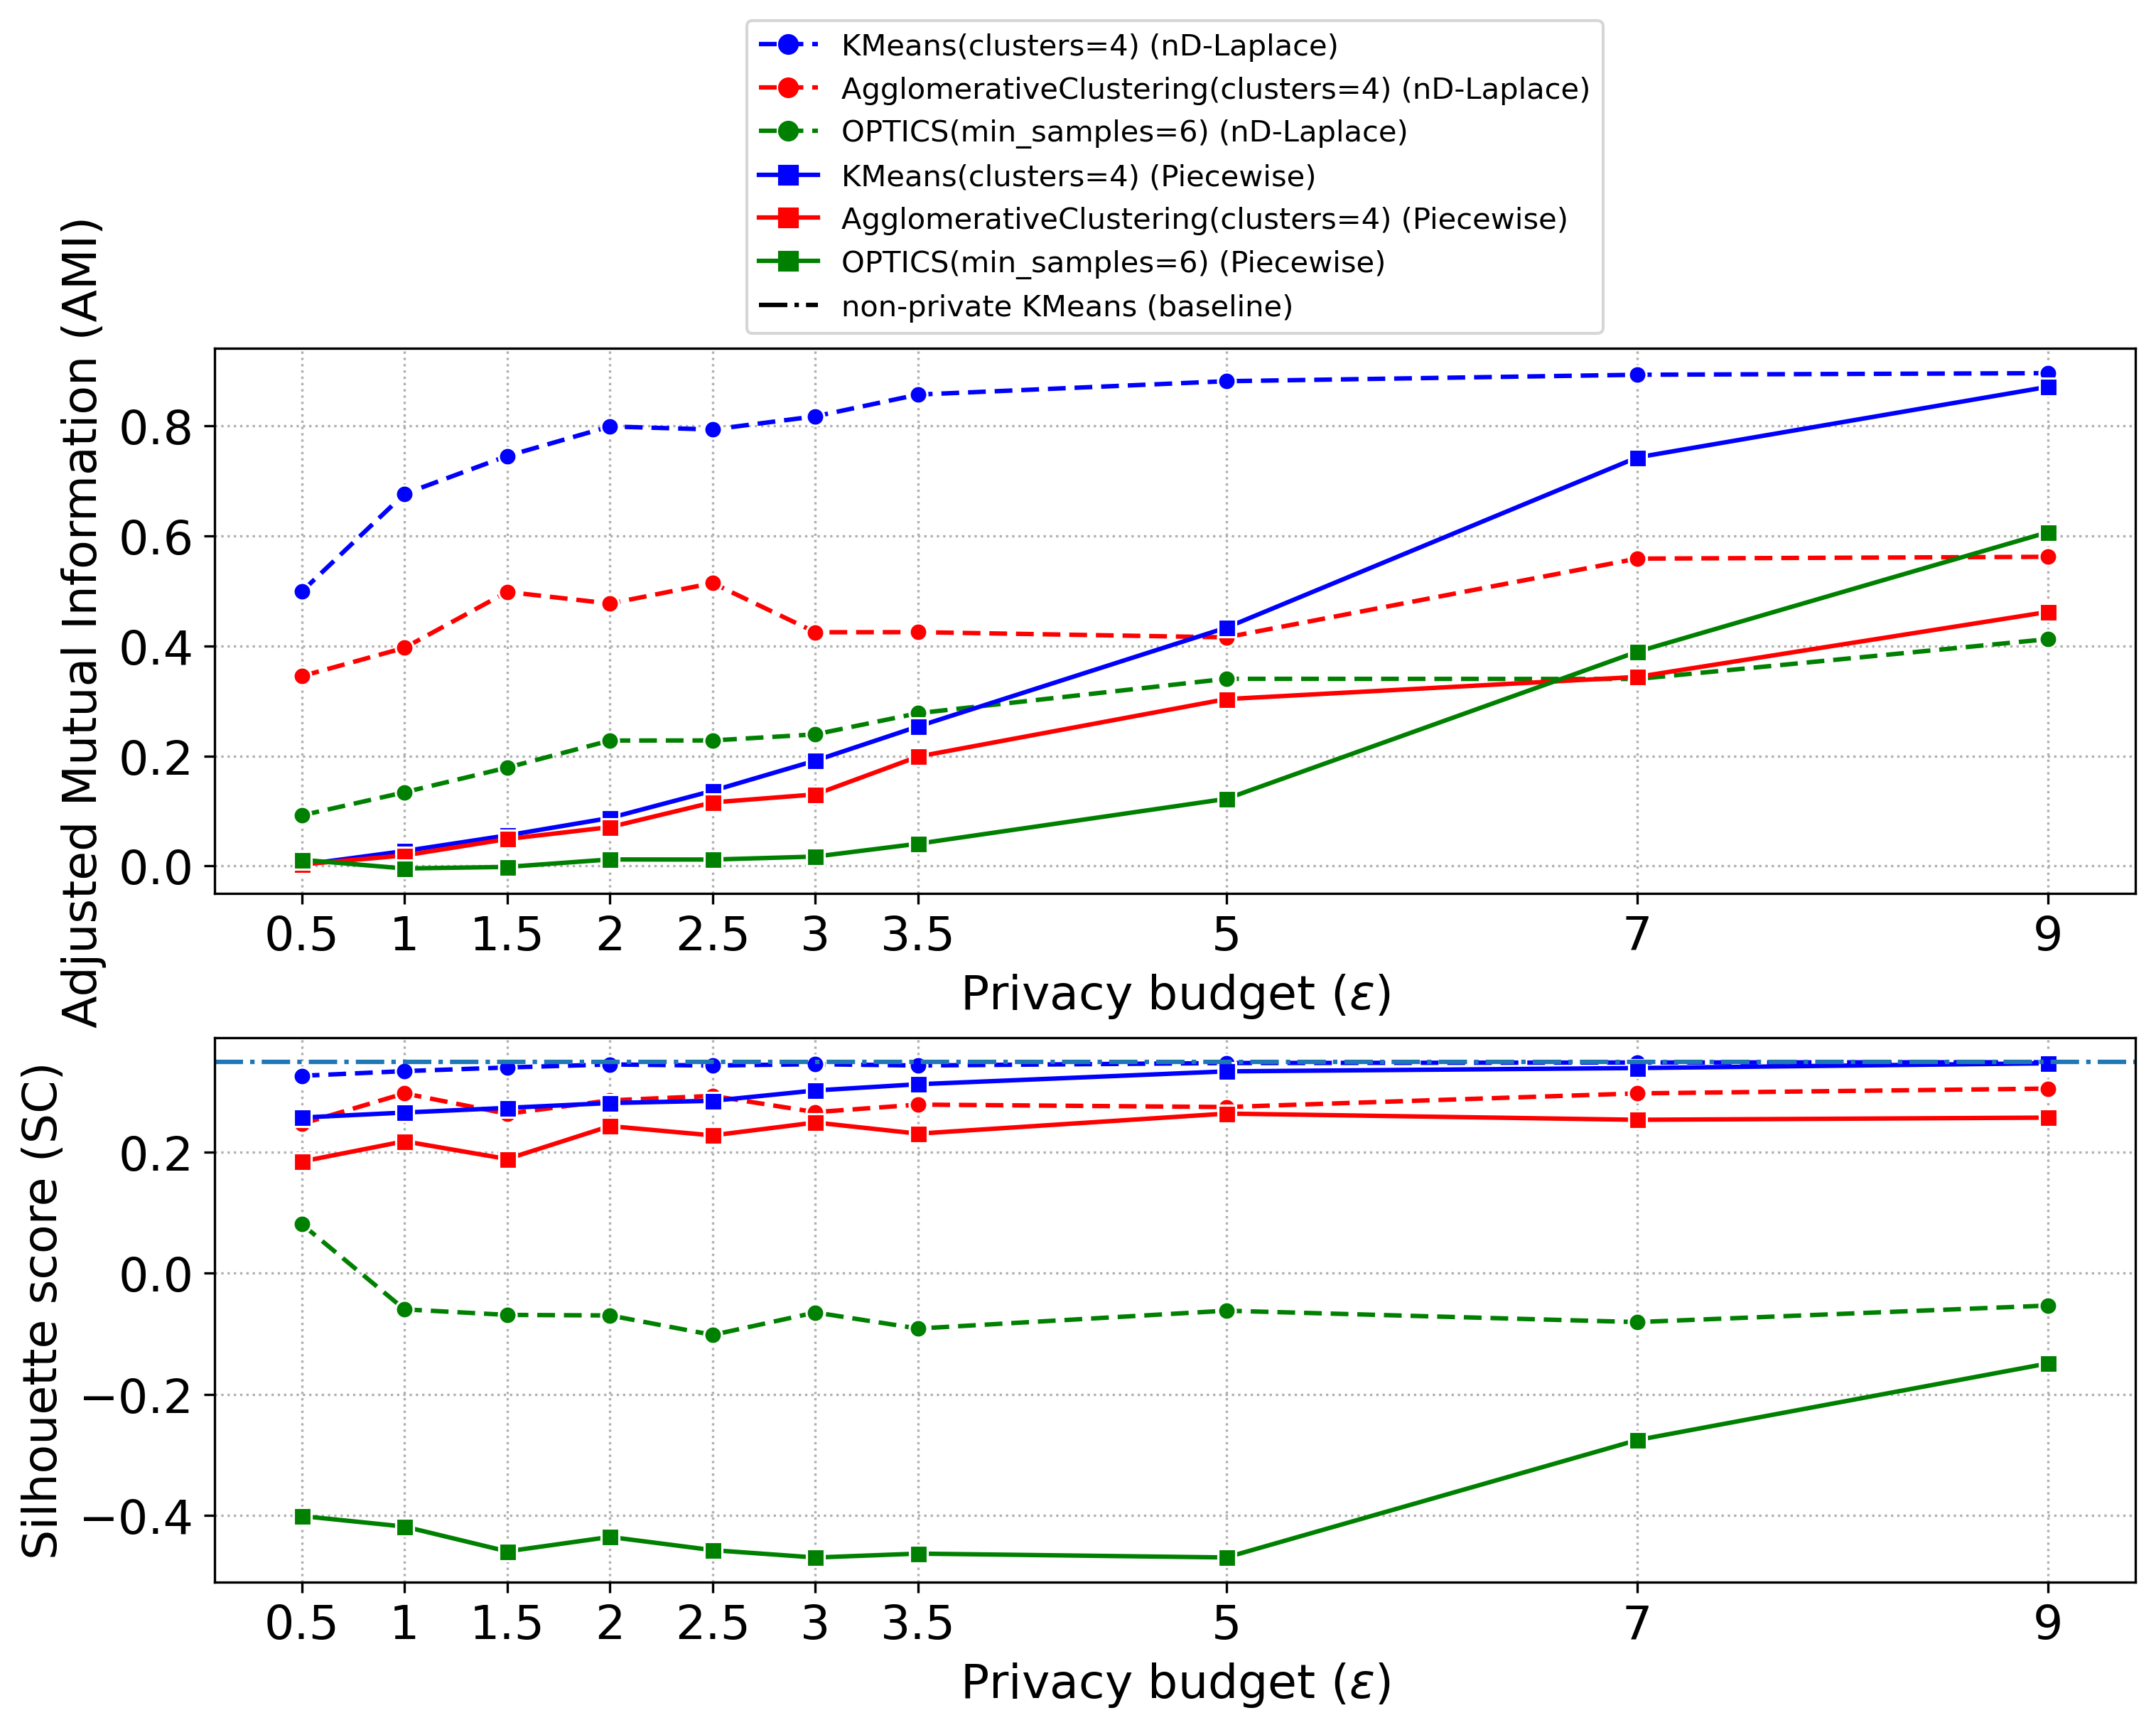 KMeans(clusters=4) (nD-Laplace)
AgglomerativeClustering(clusters=4) (nD-Laplace)
OPTICS(min_samples=6) (nD-Laplace)
KMeans(clusters=4) (Piecewise)
AgglomerativeClustering(clusters=4) (Piecewise)
OPTICS(min_samples=6) (Piecewise)
non-private KMeans (baseline)
Adjusted Mutual Information (AMI)
0.8
0.6
0.4
0.2
0.0
0.5 1 1.5 2 2.5 3 3.5 5 7 9
Privacy budget (ε)
Silhouette score (SC)
0.2
0.0
−0.2
−0.4
0.5 1 1.5 2 2.5 3 3.5 5 7 9
Privacy budget (ε)